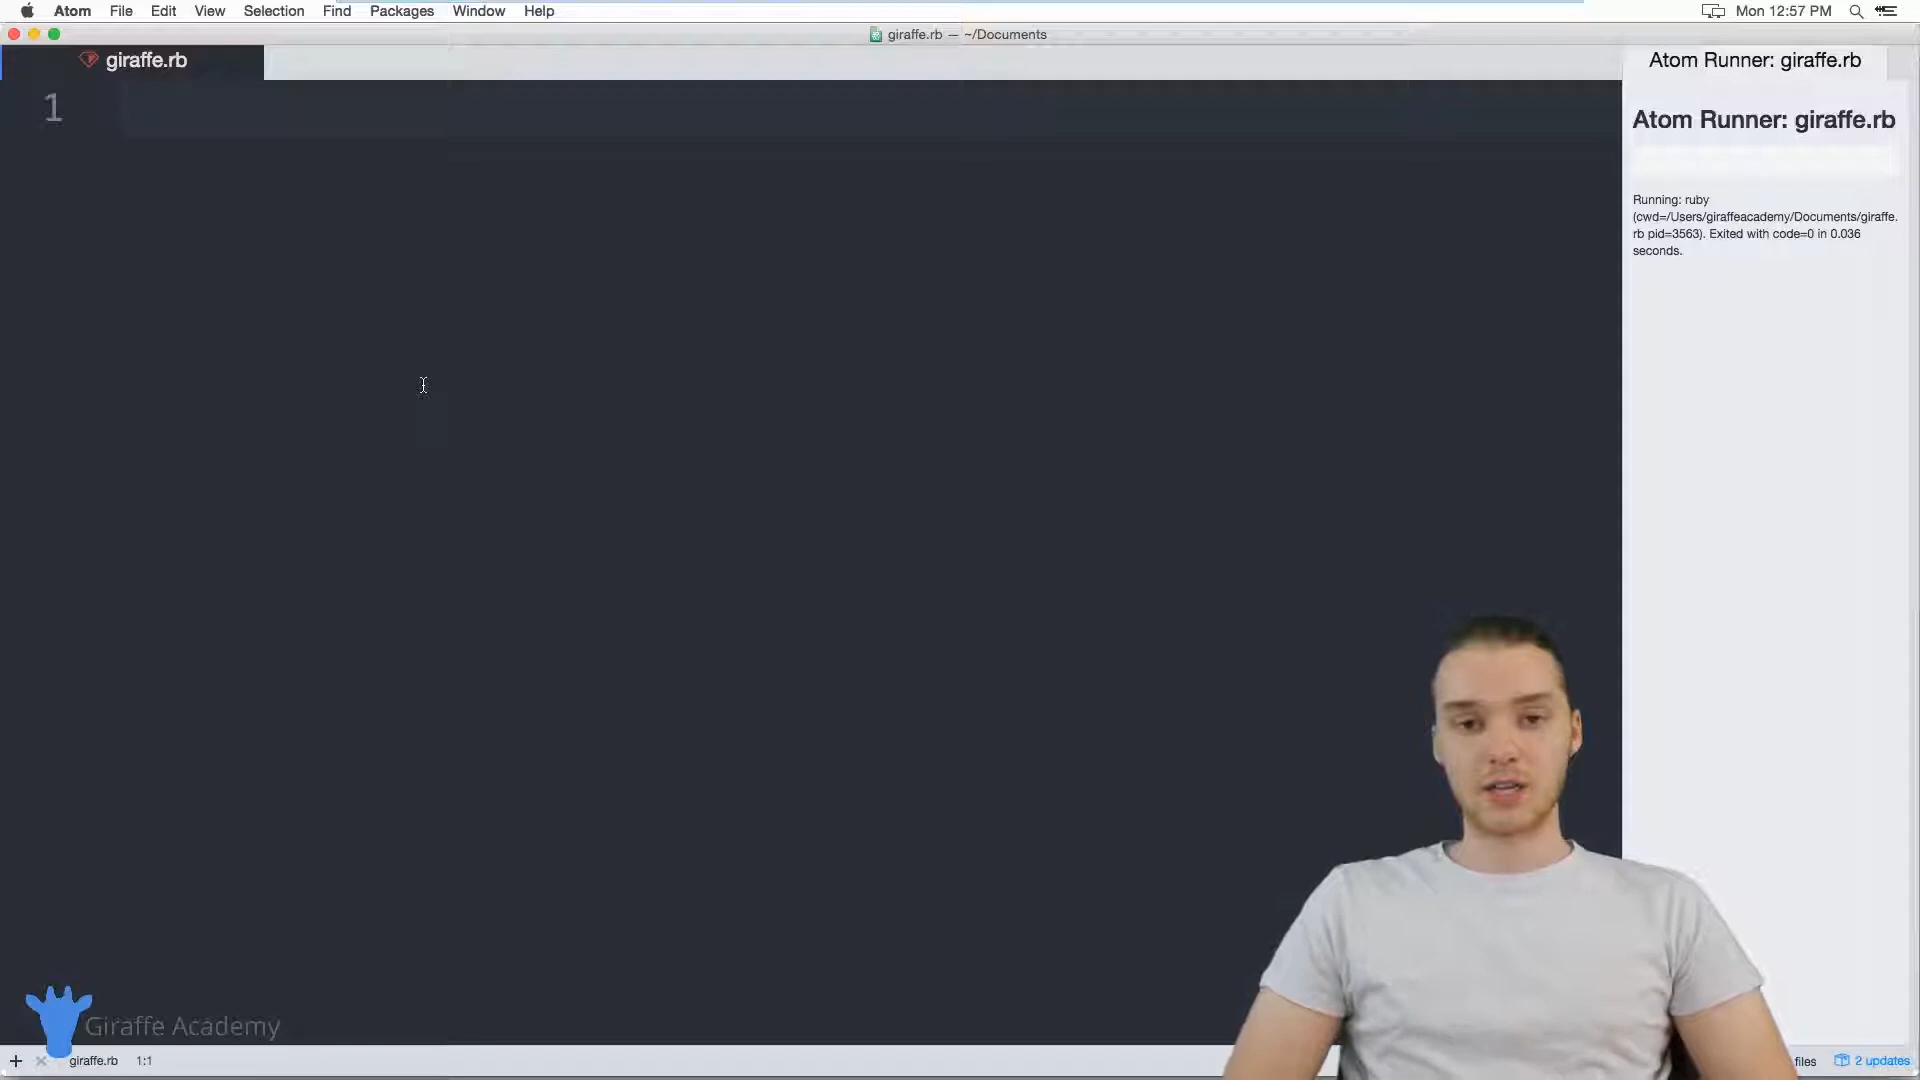 Atom File Edit View Selection Find Packages Window Help Mon 12:57 PM
giraffe.rb — ~/Documents
giraffe.rb
Atom Runner: giraffe.rb
1
Atom Runner: giraffe.rb
Running: ruby
(cwd=/Users/giraffeacademy/Documents/giraffe.
rb pid=3563). Exited with code=0 in 0.036
seconds.
Giraffe Academy
giraffe.rb 1:1
files 2 updates